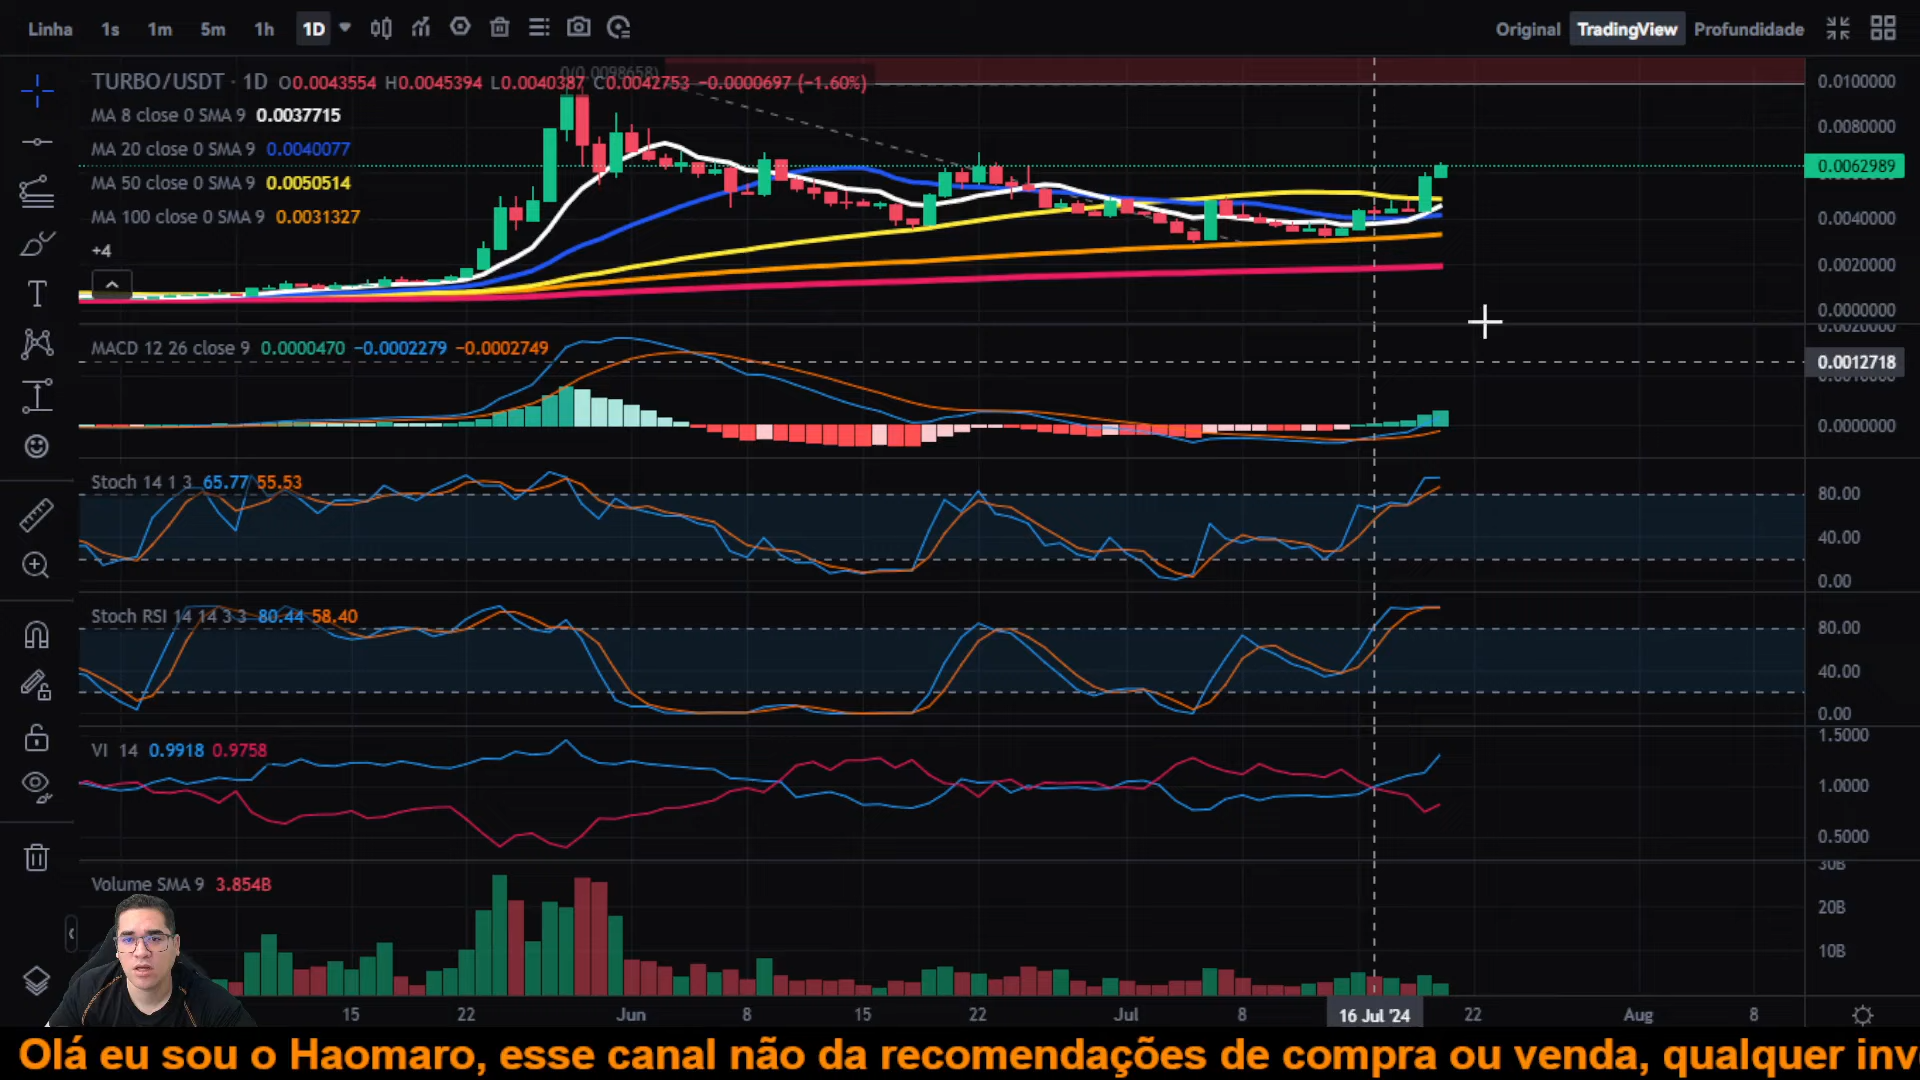 Linha 1s 1m 5m 1h 1D Original TradingView Profundidade
0(0.0098658)
TURBO/USDT · 1D O0.0043554 H0.0045394 L0.0040387 C0.0042753 −0.0000697 (−1.60%)
MA 8 close 0 SMA 9 0.0037715
MA 20 close 0 SMA 9 0.0040077
MA 50 close 0 SMA 9 0.0050514
MA 100 close 0 SMA 9 0.0031327
+4
0.0100000
0.0080000
0.0062989
0.0040000
0.0020000
0.0000000
MACD 12 26 close 9 0.0000470 −0.0002279 −0.0002749
0.0012718
0.0000000
Stoch 14 1 3 65.77 55.53
80.00
40.00
0.00
Stoch RSI 14 14 3 3 80.44 58.40
80.00
40.00
0.00
VI 14 0.9918 0.9758
1.5000
1.0000
0.5000
Volume SMA 9 3.854B
30B
20B
10B
15 22 Jun 8 15 22 Jul 8 16 Jul '24 22 Aug 8
Olá eu sou o Haomaro, esse canal não da recomendações de compra ou venda, qualquer inv